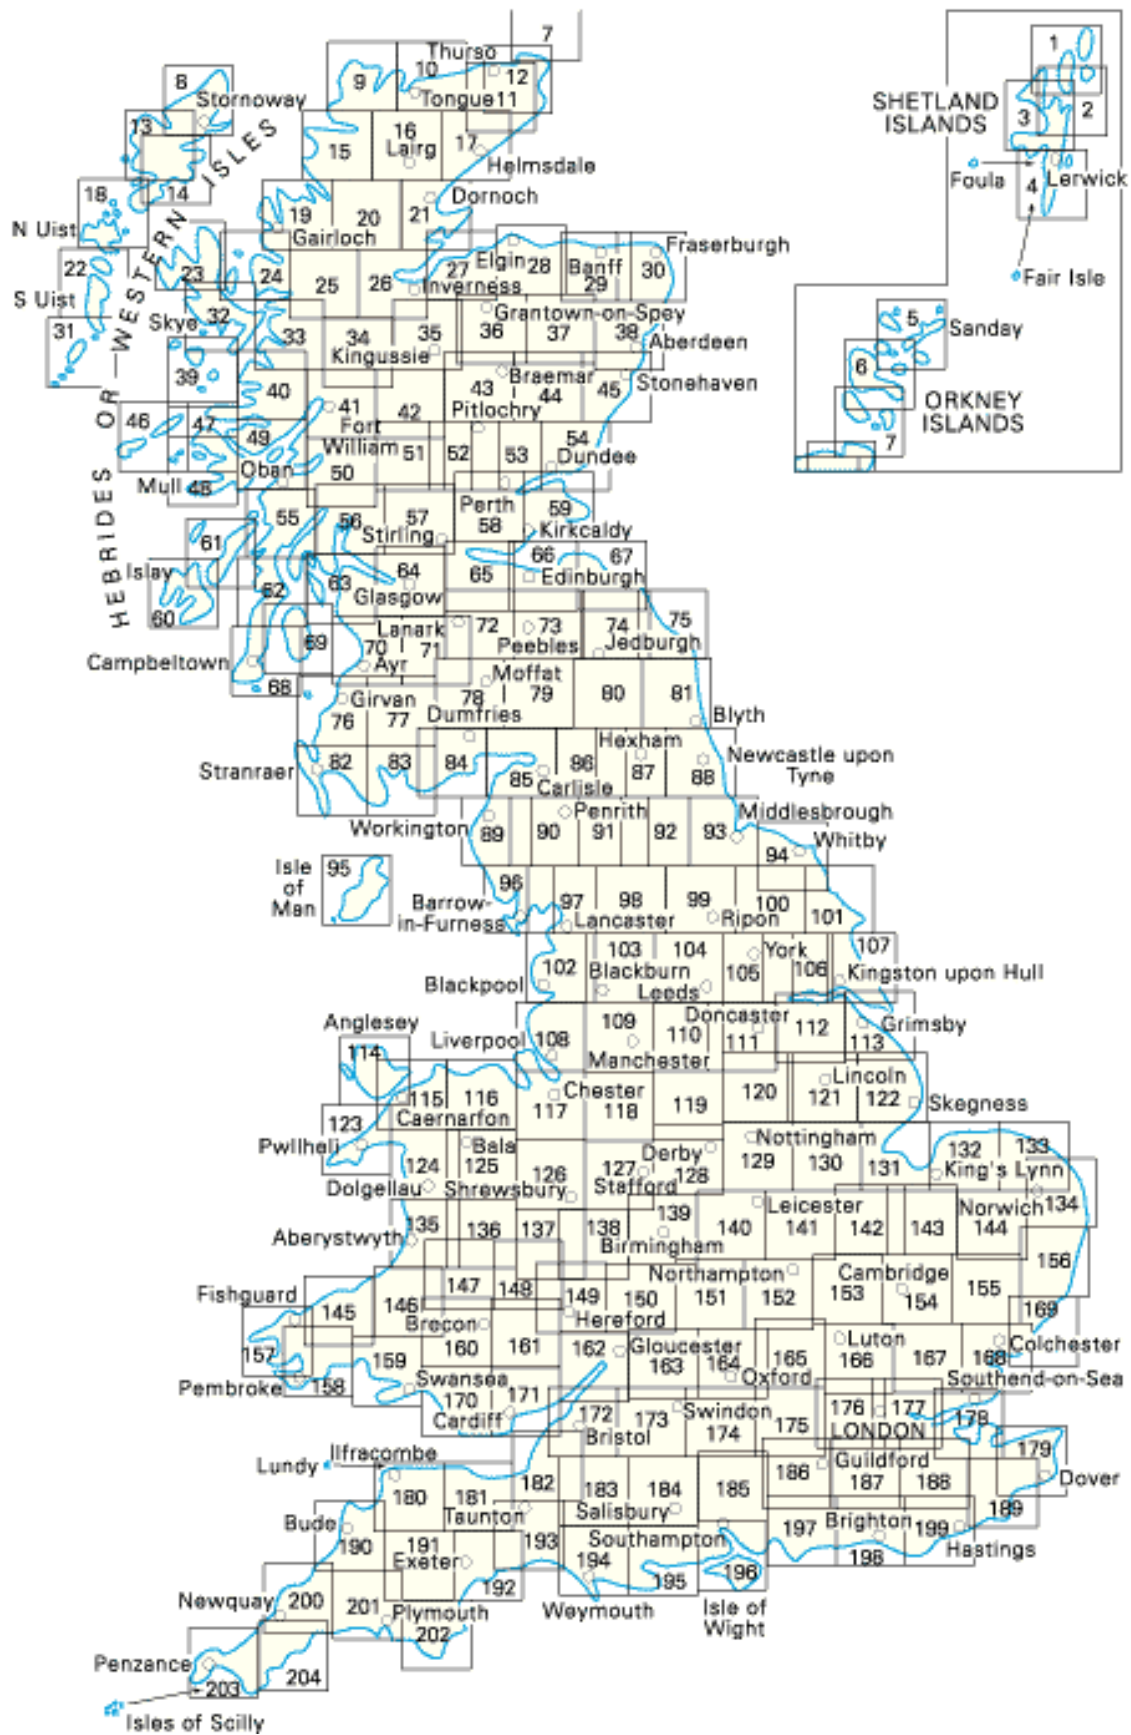 7
Thurso
10
12
9
Tongue 11
8
Stornoway
1
2
3
SHETLAND
ISLANDS
Foula
4
Lerwick
Fair Isle
13
14
15
16
Lairg
17
Helmsdale
HEBRIDES OR WESTERN ISLES
18
N Uist
19
Gairloch
20
21
Dornoch
22
S Uist
23
24
25
26
27
Inverness
Elgin
28
Banff
29
30
Fraserburgh
5
Sanday
6
ORKNEY
ISLANDS
7
31
Skye
32
33
34
Kingussie
35
36
Grantown-on-Spey
37
38
Aberdeen
39
40
41
Fort
William
42
43
Braemar
44
45
Stonehaven
Pitlochry
46
47
48
Mull
49
Oban
50
51
52
53
54
Dundee
Perth
55
56
57
Stirling
58
59
Kirkcaldy
61
Islay
60
62
63
64
Glasgow
65
66
67
Edinburgh
Campbeltown
68
69
70
Ayr
Lanark
71
72
73
Peebles
74
Jedburgh
75
76
Girvan
77
78
Moffat
79
Dumfries
80
81
Blyth
Stranraer
82
83
84
85
Carlisle
86
Hexham
87
88
Newcastle upon
Tyne
Workington
89
90
Penrith
91
92
93
Middlesbrough
94
Whitby
Isle
of
Man
95
96
Barrow-
in-Furness
97
Lancaster
98
99
Ripon
100
101
Blackpool
102
103
Blackburn
104
Leeds
105
York
106
107
Kingston upon Hull
Anglesey
114
Liverpool
108
109
Manchester
110
Doncaster
111
112
Grimsby
113
115
Caernarfon
116
117
Chester
118
119
120
121
Lincoln
122
Skegness
123
Pwllheli
124
Dolgellau
Bala
125
Shrewsbury
126
127
Stafford
Derby
128
Nottingham
129
130
131
132
King's Lynn
133
134
Norwich
135
Aberystwyth
136
137
138
139
Birmingham
140
Leicester
141
142
143
144
Fishguard
145
146
147
148
149
Hereford
150
151
Northampton
152
Cambridge
153
154
155
156
157
Pembroke
158
159
Brecon
160
161
162
Gloucester
163
164
Oxford
165
Luton
166
167
168
169
Colchester
Southend-on-Sea
Swansea
170
171
Cardiff
172
Bristol
173
Swindon
174
175
176
177
LONDON
178
179
Dover
Ilfracombe
Lundy
180
181
Taunton
182
183
184
Salisbury
185
186
Guildford
187
188
189
Bude
190
191
Exeter
192
193
194
Southampton
195
196
197
Brighton
198
199
Hastings
Newquay
200
201
Plymouth
202
Weymouth
Isle of
Wight
Penzance
203
204
Isles of Scilly